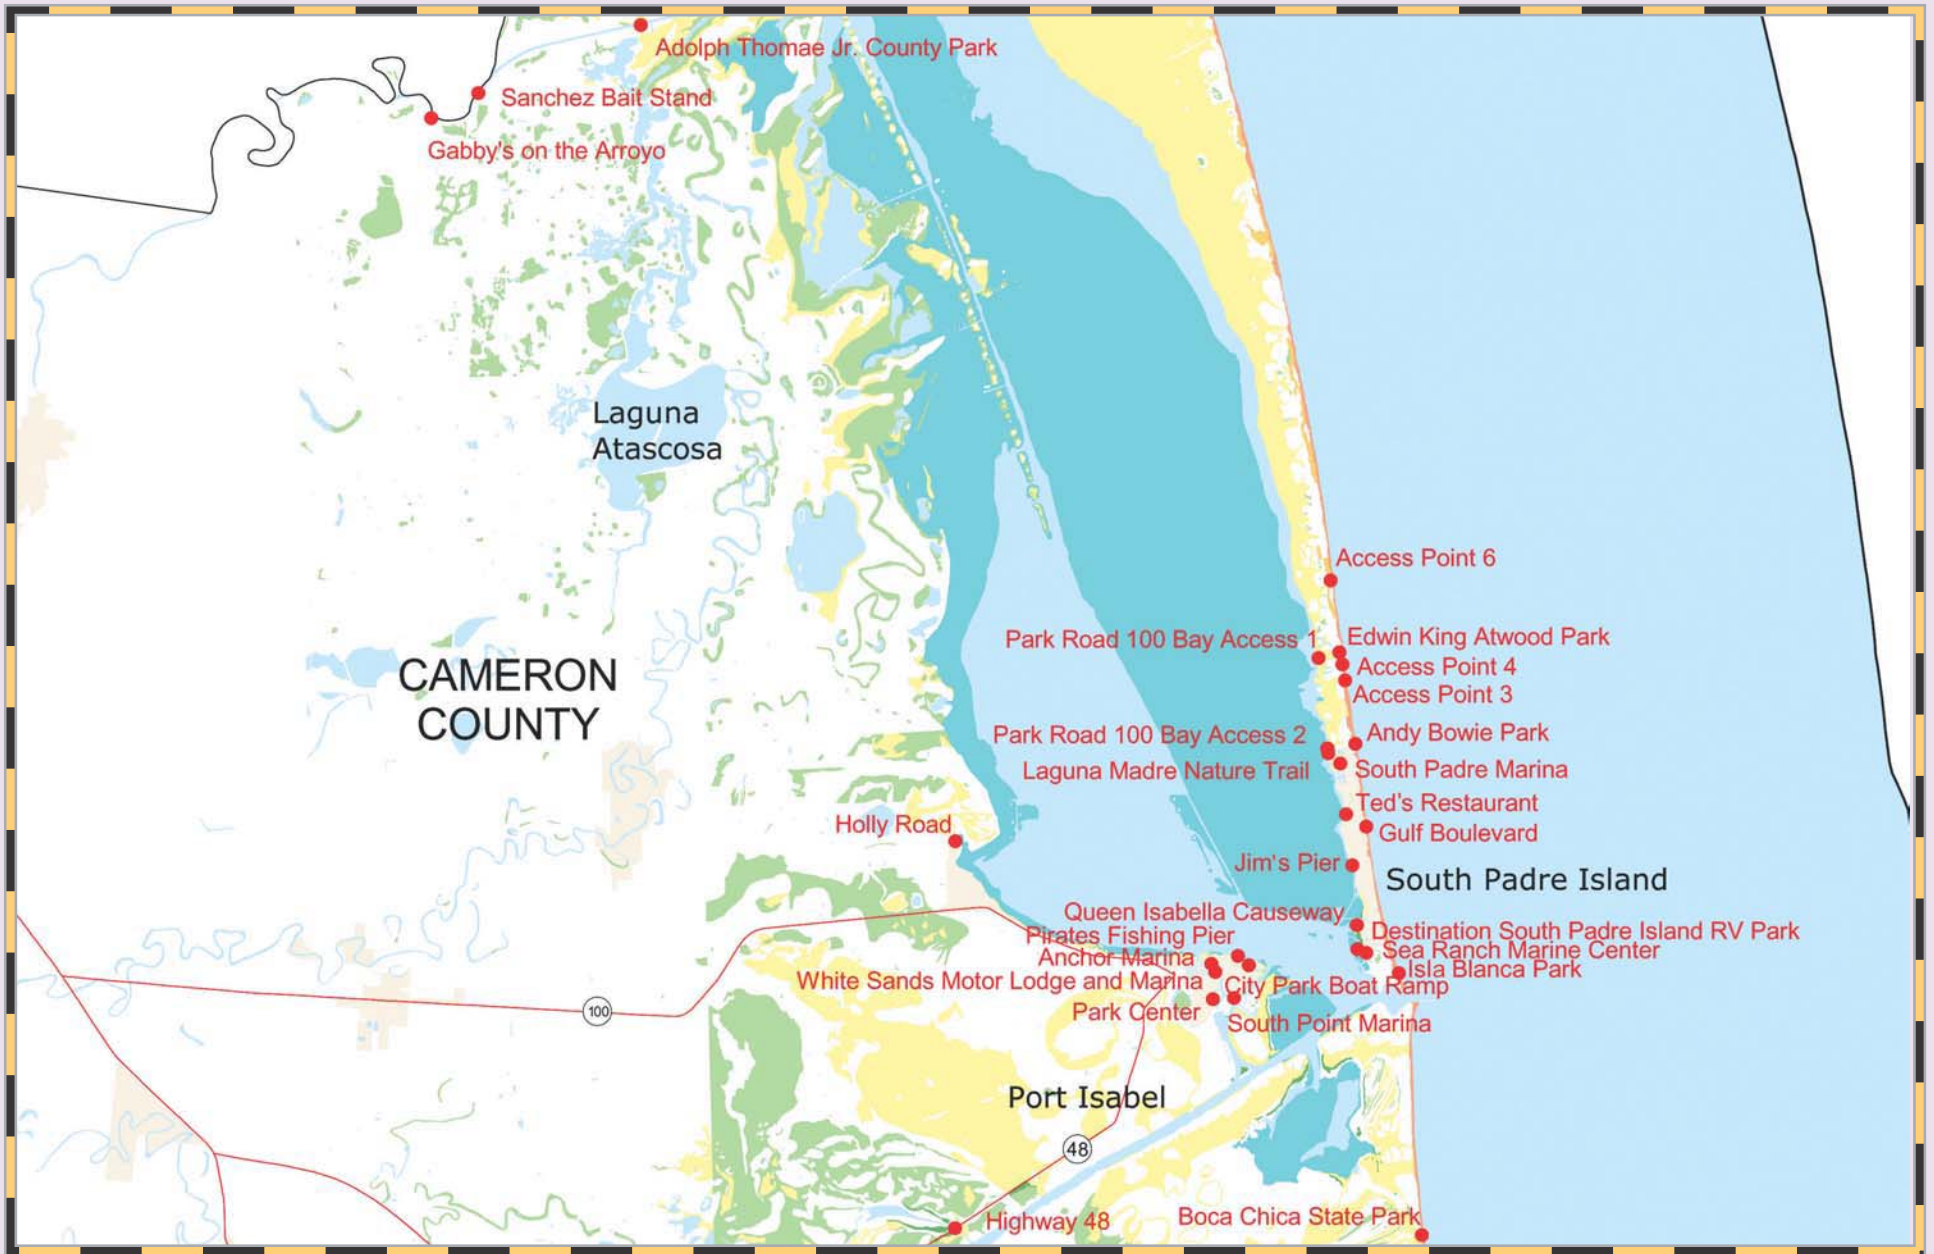 Adolph Thomae Jr. County Park
Sanchez Bait Stand
Gabby's on the Arroyo
Laguna
Atascosa
Access Point 6
Park Road 100 Bay Access 1
Edwin King Atwood Park
Access Point 4
CAMERON
COUNTY
Access Point 3
Park Road 100 Bay Access 2
Andy Bowie Park
Laguna Madre Nature Trail
South Padre Marina
Ted's Restaurant
Holly Road
Gulf Boulevard
Jim's Pier
South Padre Island
Queen Isabella Causeway
Destination South Padre Island RV Park
Pirates Fishing Pier
Sea Ranch Marine Center
Anchor Marina
Isla Blanca Park
White Sands Motor Lodge and Marina
City Park Boat Ramp
100
Park Center
South Point Marina
Port Isabel
48
Highway 48
Boca Chica State Park